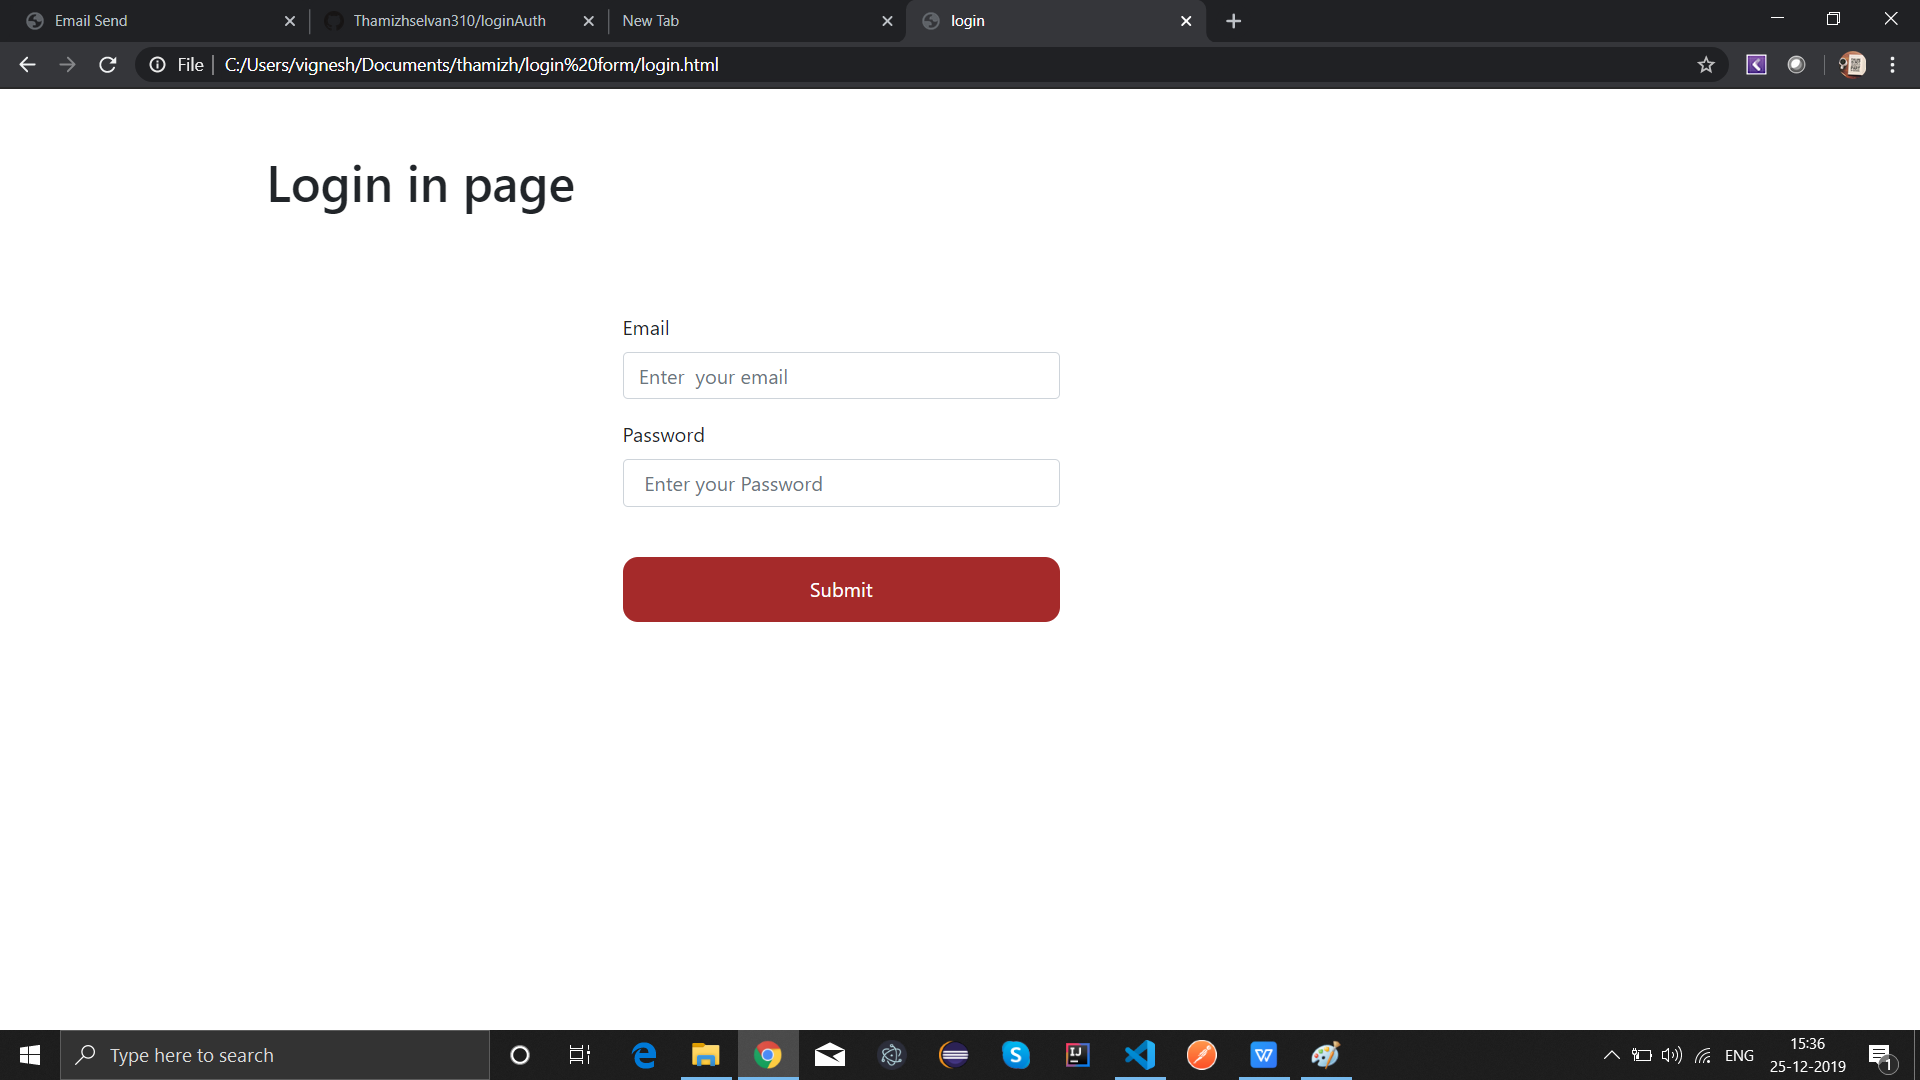 Email Send
Thamizhselvan310/loginAuth
New Tab
login
File
C:/Users/vignesh/Documents/thamizh/login%20form/login.html
Login in page
Email
Enter  your email
Password
Enter your Password
Submit
Type here to search
ENG
15:36
25-12-2019
1